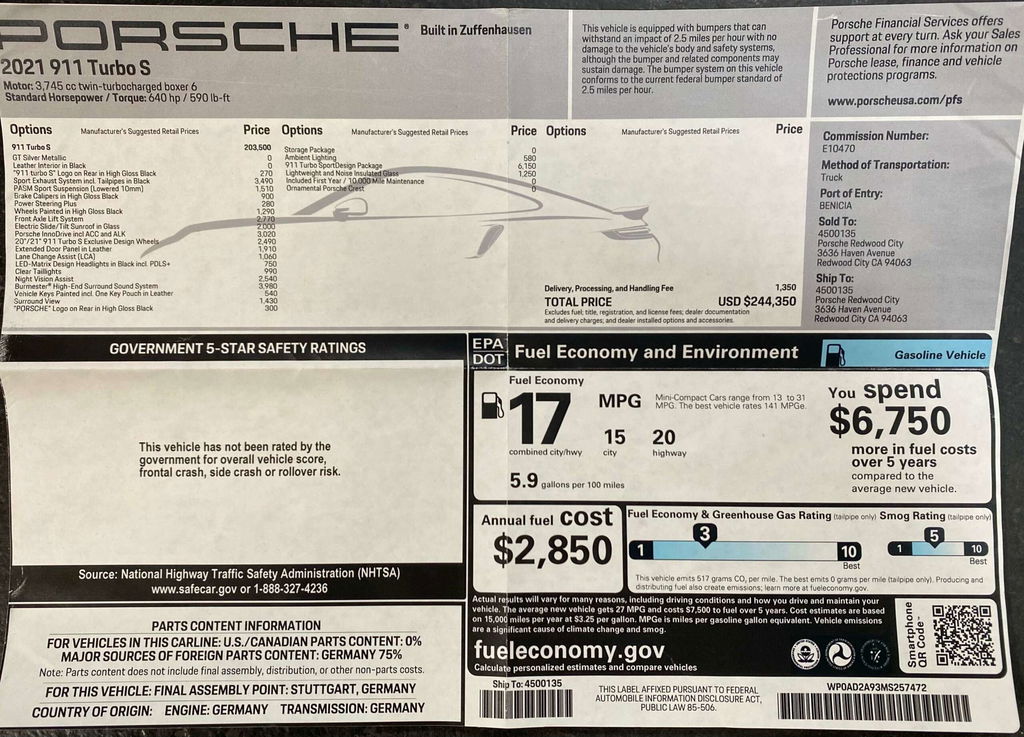 PORSCHE®
Built in Zuffenhausen
2021 911 Turbo S
Motor: 3,745 cc twin-turbocharged boxer 6
Standard Horsepower / Torque: 640 hp / 590 lb-ft
This vehicle is equipped with bumpers that can
withstand an impact of 2.5 miles per hour with no
damage to the vehicle's body and safety systems,
although the bumper and related components may
sustain damage. The bumper system on this vehicle
conforms to the current federal bumper standard of
2.5 miles per hour.
Porsche Financial Services offers
support at every turn. Ask your Sales
Professional for more information on
Porsche lease, finance and vehicle
protections programs.
www.porscheusa.com/pfs
Options Manufacturer's Suggested Retail Prices Price
911 Turbo S 203,500
GT Silver Metallic 0
Leather Interior in Black 0
"911 turbo S" Logo on Rear in High Gloss Black 270
Sport Exhaust System incl. Tailpipes in Black 3,490
PASM Sport Suspension (Lowered 10mm) 1,510
Brake Calipers in High Gloss Black 900
Power Steering Plus 280
Wheels Painted in High Gloss Black 1,290
Front Axle Lift System 2,770
Electric Slide/Tilt Sunroof in Glass 2,000
Porsche InnoDrive incl ACC and ALK 3,020
20"/21" 911 Turbo S Exclusive Design Wheels 2,490
Extended Door Panel in Leather 1,910
Lane Change Assist (LCA) 1,060
LED-Matrix Design Headlights in Black incl. PDLS+ 750
Clear Taillights 990
Night Vision Assist 2,540
Burmester® High-End Surround Sound System 3,980
Vehicle Keys Painted incl. One Key Pouch in Leather 540
Surround View 1,430
"PORSCHE" Logo on Rear in High Gloss Black 300
Options Manufacturer's Suggested Retail Prices Price
Storage Package 0
Ambient Lighting 580
911 Turbo SportDesign Package 6,150
Lightweight and Noise Insulated Glass 1,250
Included First Year / 10,000 Mile Maintenance 0
Ornamental Porsche Crest 0
Options Manufacturer's Suggested Retail Prices Price
Delivery, Processing, and Handling Fee 1,350
TOTAL PRICE USD $244,350
Excludes fuel; title, registration, and license fees; dealer documentation
and delivery charges; and dealer installed options and accessories.
Commission Number:
E10470
Method of Transportation:
Truck
Port of Entry:
BENICIA
Sold To:
4500135
Porsche Redwood City
3636 Haven Avenue
Redwood City CA 94063
Ship To:
4500135
Porsche Redwood City
3636 Haven Avenue
Redwood City CA 94063
GOVERNMENT 5-STAR SAFETY RATINGS
This vehicle has not been rated by the
government for overall vehicle score,
frontal crash, side crash or rollover risk.
Source: National Highway Traffic Safety Administration (NHTSA)
www.safecar.gov or 1-888-327-4236
PARTS CONTENT INFORMATION
FOR VEHICLES IN THIS CARLINE: U.S./CANADIAN PARTS CONTENT: 0%
MAJOR SOURCES OF FOREIGN PARTS CONTENT: GERMANY 75%
Note: Parts content does not include final assembly, distribution, or other non-parts costs.
FOR THIS VEHICLE: FINAL ASSEMBLY POINT: STUTTGART, GERMANY
COUNTRY OF ORIGIN: ENGINE: GERMANY TRANSMISSION: GERMANY
EPA
DOT
Fuel Economy and Environment
Gasoline Vehicle
Fuel Economy
17 MPG
15 20
combined city/hwy city highway
5.9 gallons per 100 miles
Mini-Compact Cars range from 13 to 31
MPG. The best vehicle rates 141 MPGe.
You spend
$6,750
more in fuel costs
over 5 years
compared to the
average new vehicle.
Annual fuel cost
$2,850
Fuel Economy & Greenhouse Gas Rating (tailpipe only)
3
1 10
Best
Smog Rating (tailpipe only)
5
1 10
Best
This vehicle emits 517 grams CO₂ per mile. The best emits 0 grams per mile (tailpipe only). Producing and
distributing fuel also create emissions; learn more at fueleconomy.gov.
Actual results will vary for many reasons, including driving conditions and how you drive and maintain your
vehicle. The average new vehicle gets 27 MPG and costs $7,500 to fuel over 5 years. Cost estimates are based
on 15,000 miles per year at $3.25 per gallon. MPGe is miles per gasoline gallon equivalent. Vehicle emissions
are a significant cause of climate change and smog.
fueleconomy.gov
Calculate personalized estimates and compare vehicles
Smartphone
QR Code™
Ship To: 4500135
THIS LABEL AFFIXED PURSUANT TO FEDERAL
AUTOMOBILE INFORMATION DISCLOSURE ACT,
PUBLIC LAW 85-506.
WP0AD2A93MS257472